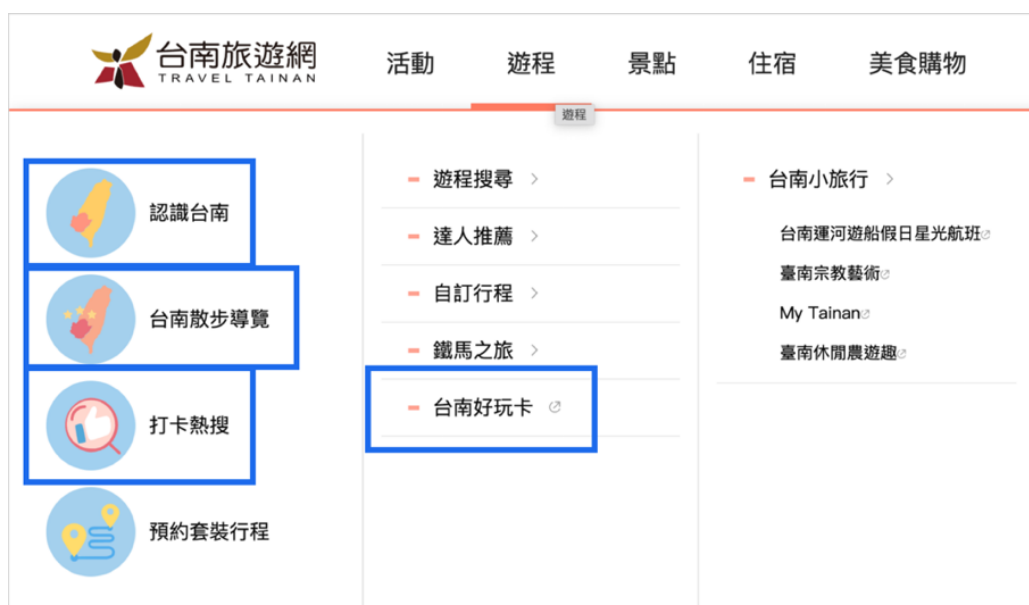 台南旅遊網
TRAVEL TAINAN
活動
遊程
景點
住宿
美食購物
遊程
認識台南
台南散步導覽
打卡熱搜
預約套裝行程
遊程搜尋
達人推薦
自訂行程
鐵馬之旅
台南好玩卡
台南小旅行
台南運河遊船假日星光航班
臺南宗教藝術
My Tainan
臺南休閒農遊趣